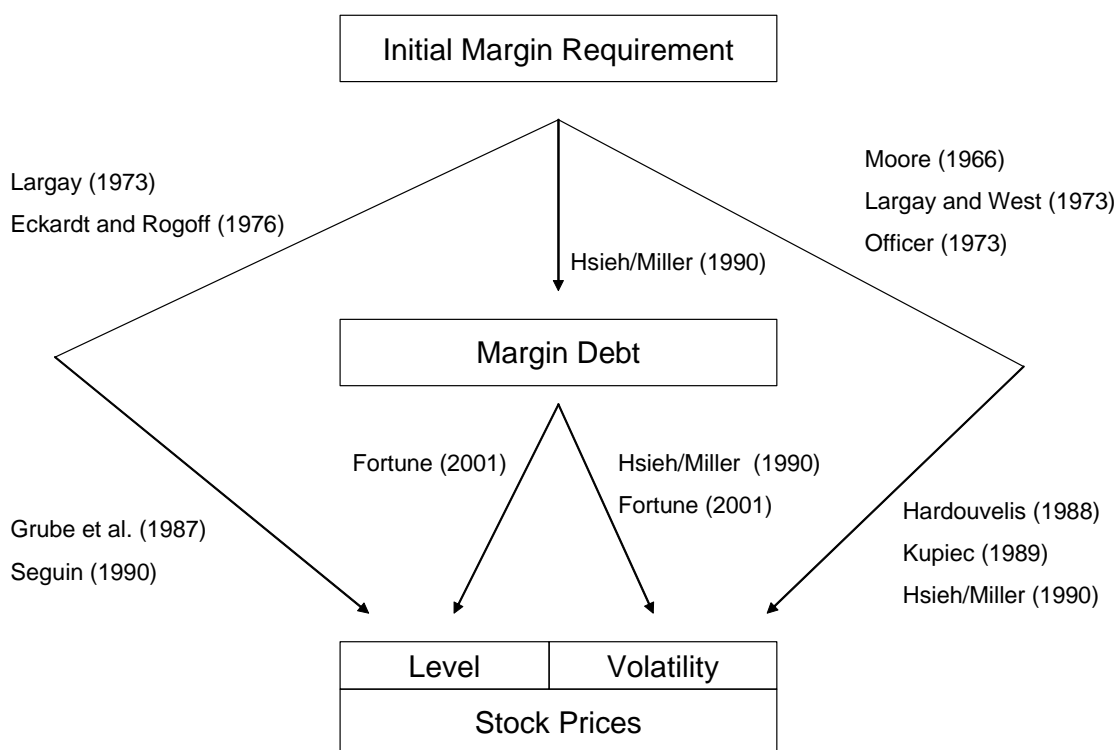 Initial Margin Requirement
Largay (1973)
Eckardt and Rogoff (1976)
Moore (1966)
Largay and West (1973)
Officer (1973)
Hsieh/Miller (1990)
Margin Debt
Fortune (2001)
Hsieh/Miller (1990)
Fortune (2001)
Grube et al. (1987)
Seguin (1990)
Hardouvelis (1988)
Kupiec (1989)
Hsieh/Miller (1990)
Level
Volatility
Stock Prices